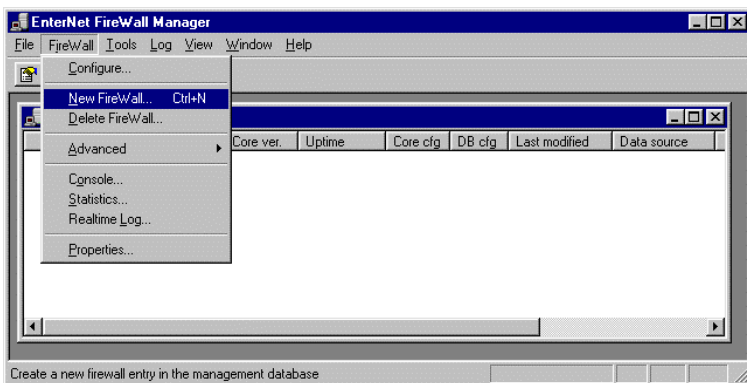 EnterNet FireWall Manager
File FireWall Tools Log View Window Help
Configure...
New FireWall... Ctrl+N
Delete FireWall...
Advanced
Console...
Statistics...
Realtime Log...
Properties...
Core ver. Uptime Core cfg DB cfg Last modified Data source
Create a new firewall entry in the management database